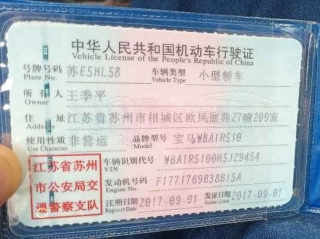 中华人民共和国机动车行驶证
Vehicle License of the People's Republic of China
号牌号码 苏E5HL58 车辆类型 小型轿车
Plate No. Vehicle Type
所有人 王季平
Owner
住址 江苏省苏州市相城区欧风丽苑27幢209室
Address
使用性质 非营运 品牌型号 宝马WBA1R510
Use Character Model
江苏省苏州
市公安局交
通警察支队
车辆识别代号 WBA1R5100HSJ29454
VIN
发动机号码 F1771769838B15A
Engine No.
注册日期 2017-09-01 发证日期 2017-09-01
Register Date Issue Date